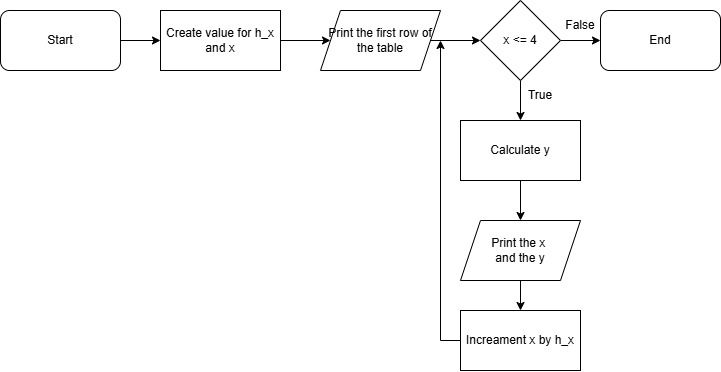 Start
Create value for h_x
and x
Print the first row of
the table
x <= 4
False
End
True
Calculate y
Print the x
and the y
Increament x by h_x